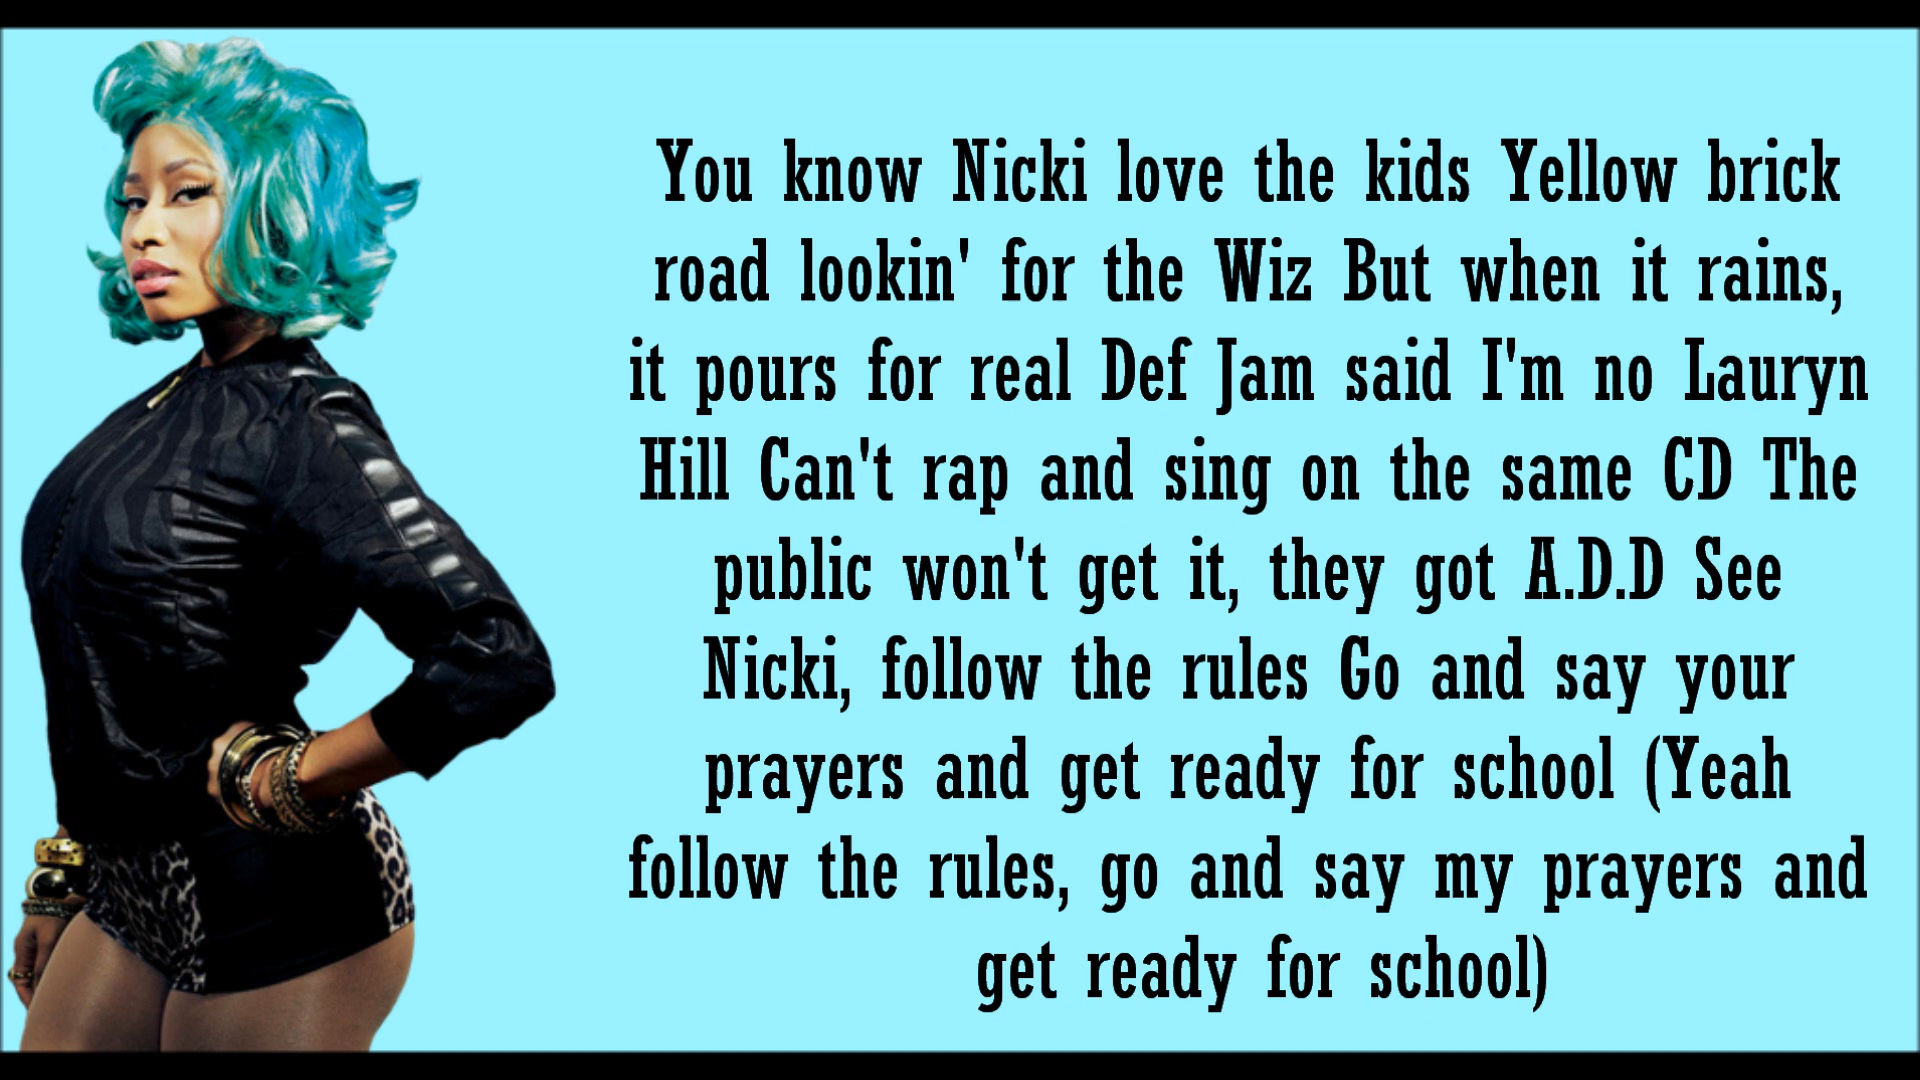 You know Nicki love the kids Yellow brick
road lookin' for the Wiz But when it rains,
it pours for real Def Jam said I'm no Lauryn
Hill Can't rap and sing on the same CD The
public won't get it, they got A.D.D See
Nicki, follow the rules Go and say your
prayers and get ready for school (Yeah
follow the rules, go and say my prayers and
get ready for school)